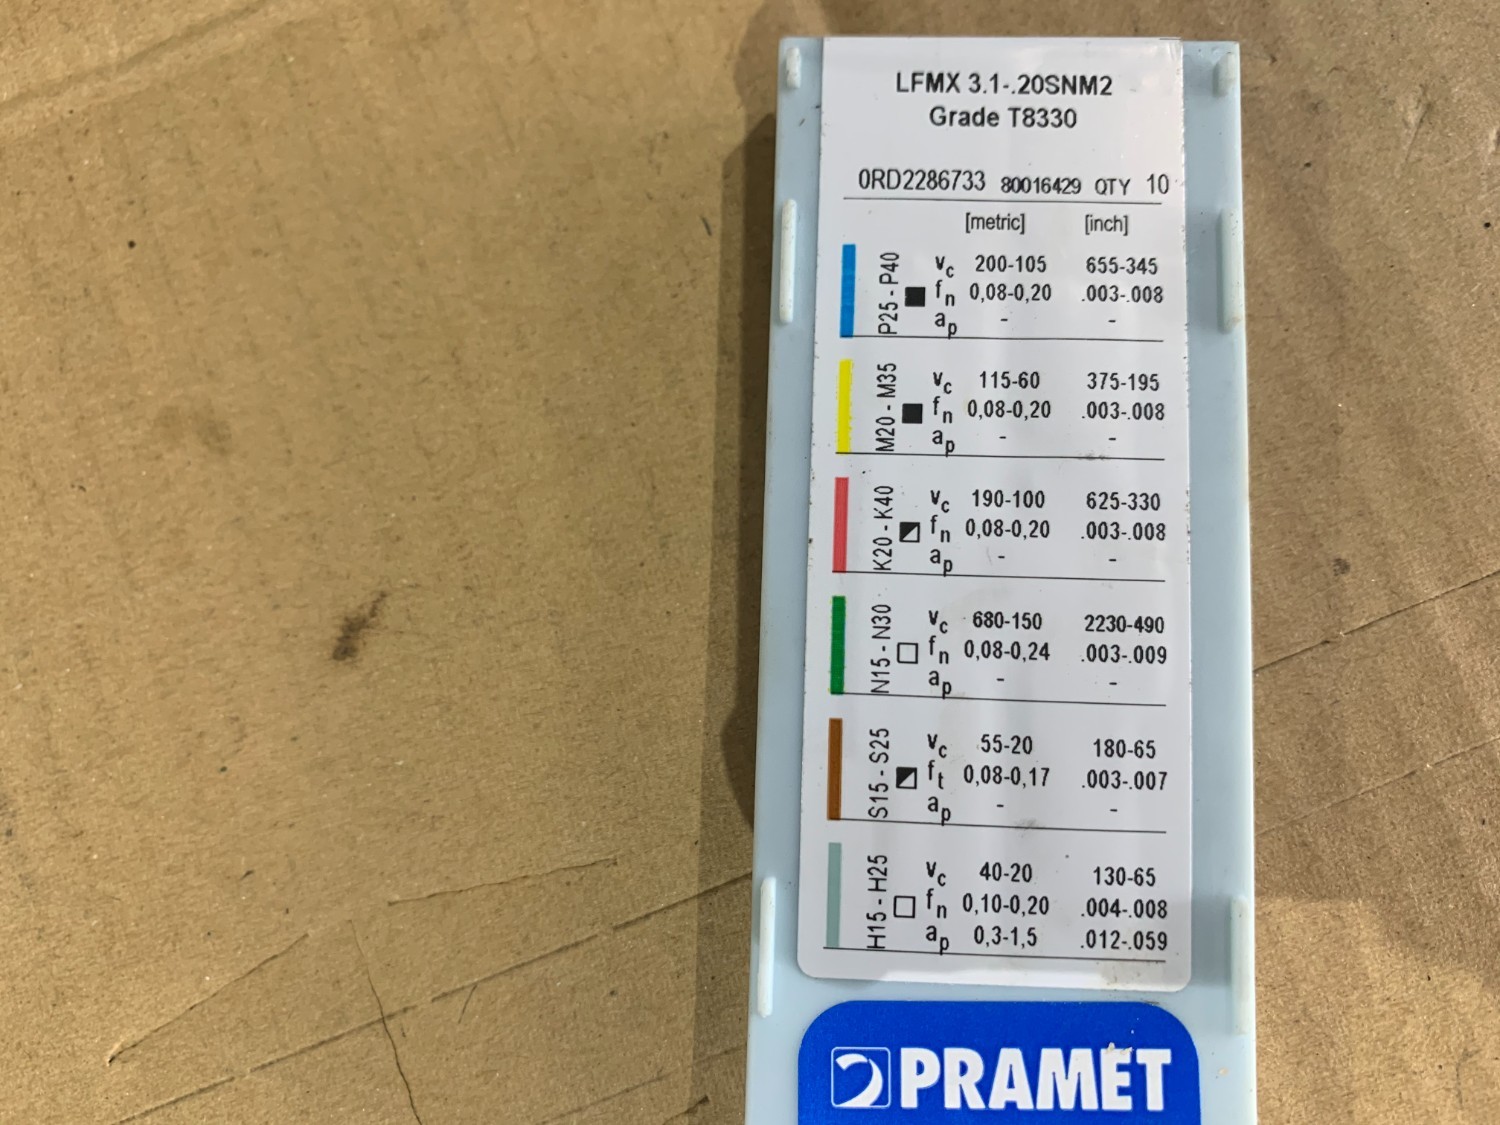 LFMX 3.1-.20SNM2
Grade T8330
0RD2286733 80016429 QTY 10
[metric] [inch]
P25 - P40
vc 200-105 655-345
fn 0,08-0,20 .003-.008
ap - -
M20 - M35
vc 115-60 375-195
fn 0,08-0,20 .003-.008
ap - -
K20 - K40
vc 190-100 625-330
fn 0,08-0,20 .003-.008
ap - -
N15 - N30
vc 680-150 2230-490
fn 0,08-0,24 .003-.009
ap - -
S15 - S25
vc 55-20 180-65
ft 0,08-0,17 .003-.007
ap - -
H15 - H25
vc 40-20 130-65
fn 0,10-0,20 .004-.008
ap 0,3-1,5 .012-.059
PRAMET